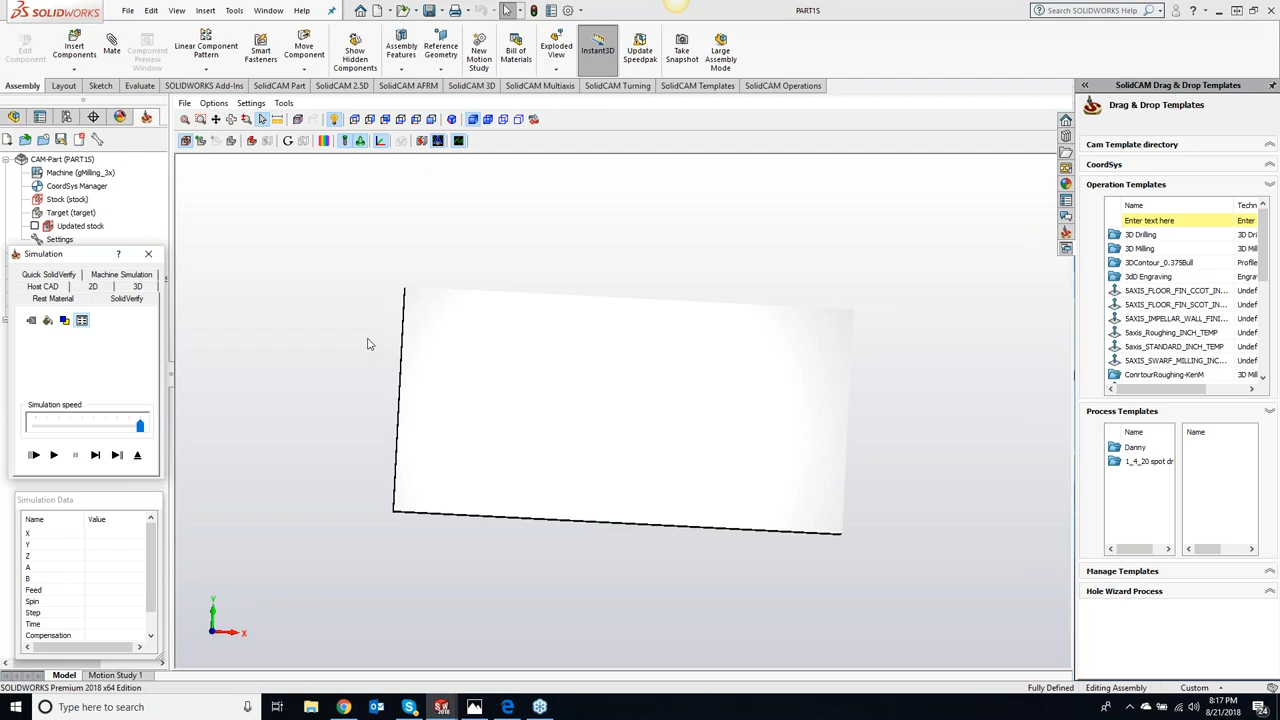 SOLIDWORKS File Edit View Insert Tools Window Help PART1S Search SOLIDWORKS Help
Edit Component
Insert Components
Mate
Component Preview Window
Linear Component Pattern
Smart Fasteners
Move Component
Show Hidden Components
Assembly Features
Reference Geometry
New Motion Study
Bill of Materials
Exploded View
Instant3D
Update Speedpak
Take Snapshot
Large Assembly Mode
Assembly Layout Sketch Evaluate SOLIDWORKS Add-Ins SolidCAM Part SolidCAM 2.5D SolidCAM AFRM SolidCAM 3D SolidCAM Multiaxis SolidCAM Turning SolidCAM Templates SolidCAM Operations
File Options Settings Tools
CAM-Part (PART1S)
Machine (gMilling_3x)
CoordSys Manager
Stock (stock)
Target (target)
Updated stock
Settings
Simulation ?
Quick SolidVerify Machine Simulation
Host CAD 2D 3D
Rest Material SolidVerify
Simulation speed
Simulation Data
Name Value
X
Y
Z
A
B
Feed
Spin
Step
Time
Compensation
Y
X
SolidCAM Drag & Drop Templates
Drag & Drop Templates
Cam Template directory
CoordSys
Operation Templates
Name Techn
Enter text here Enter
3D Drilling 3D Dri
3D Milling 3D Mil
3DContour_0.375Bull Profile
3dD Engraving 3D Mil
5AXIS_FLOOR_FIN_CCOT_IN... Undef
5AXIS_FLOOR_FIN_SCOT_IN... Undef
5AXIS_IMPELLAR_WALL_FINI... Undef
5axis_Roughing_INCH_TEMP Undef
5axis_STANDARD_INCH_TEMP Undef
5AXIS_SWARF_MILLING_INC... Undef
ConrtourRoughing-KenM 3D Mil
Process Templates
Name Name
Danny
1_4_20 spot dr
Manage Templates
Hole Wizard Process
Model Motion Study 1
SOLIDWORKS Premium 2018 x64 Edition Fully Defined Editing Assembly Custom
Type here to search
8:17 PM
8/21/2018
24